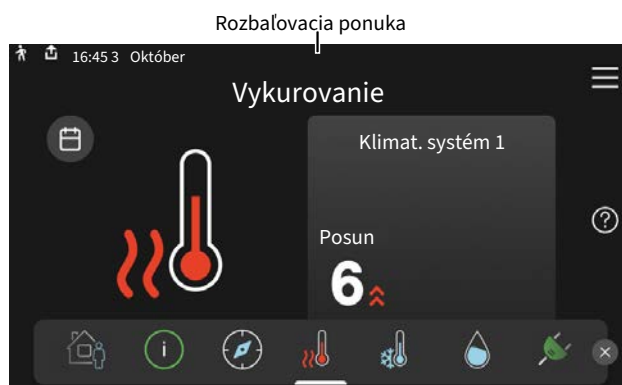 Rozbaľovacia ponuka
16:45 3 Október
Vykurovanie
Klimat. systém 1
Posun
6